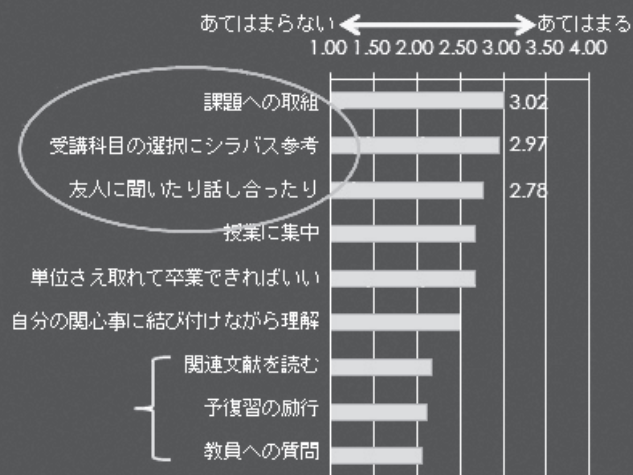 あてはまらない あてはまる
1.00 1.50 2.00 2.50 3.00 3.50 4.00
課題への取組 3.02
受講科目の選択にシラバス参考 2.97
友人に聞いたり話し合ったり 2.78
授業に集中
単位さえ取れて卒業できればいい
自分の関心事に結び付けながら理解
関連文献を読む
予復習の励行
教員への質問